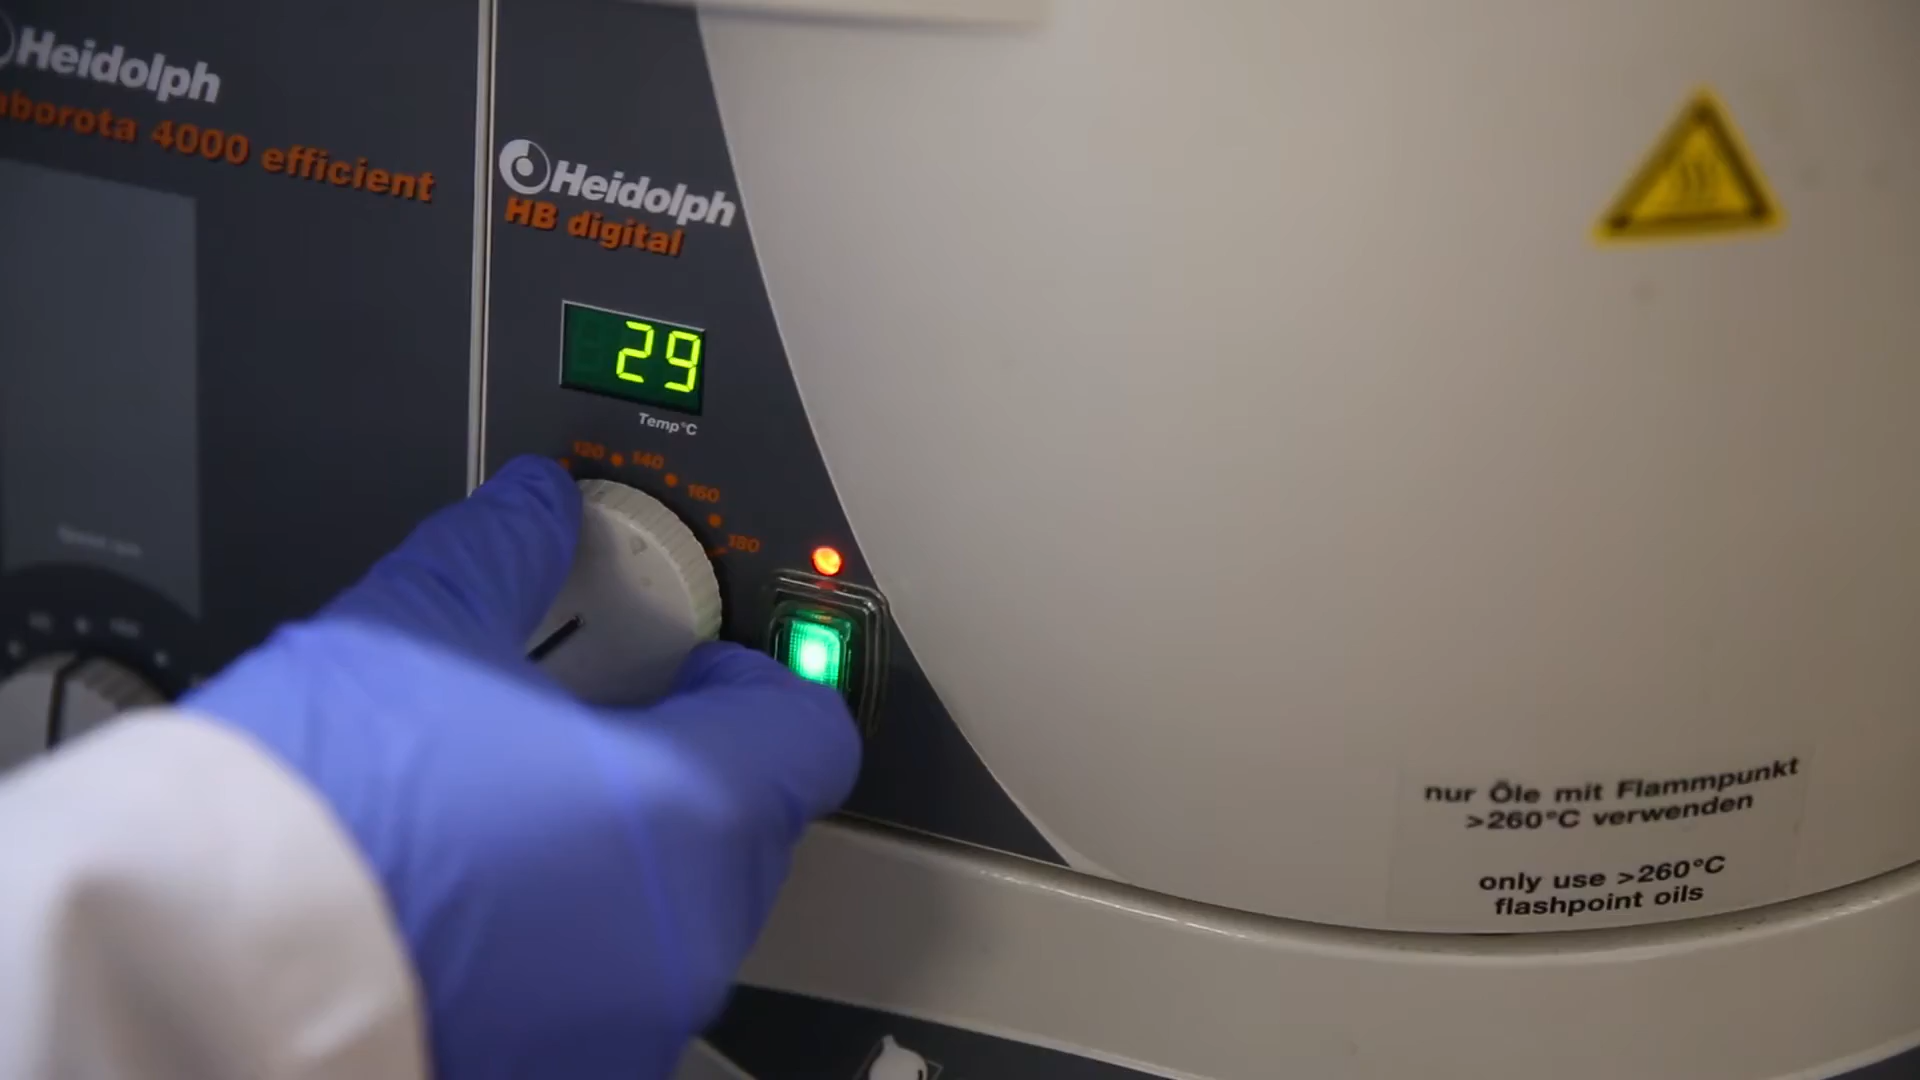 Heidolph
aborota 4000 efficient
Heidolph
HB digital
29
Temp°C
120 140 160 180
nur Öle mit Flammpunkt
>260°C verwenden
only use >260°C
flashpoint oils